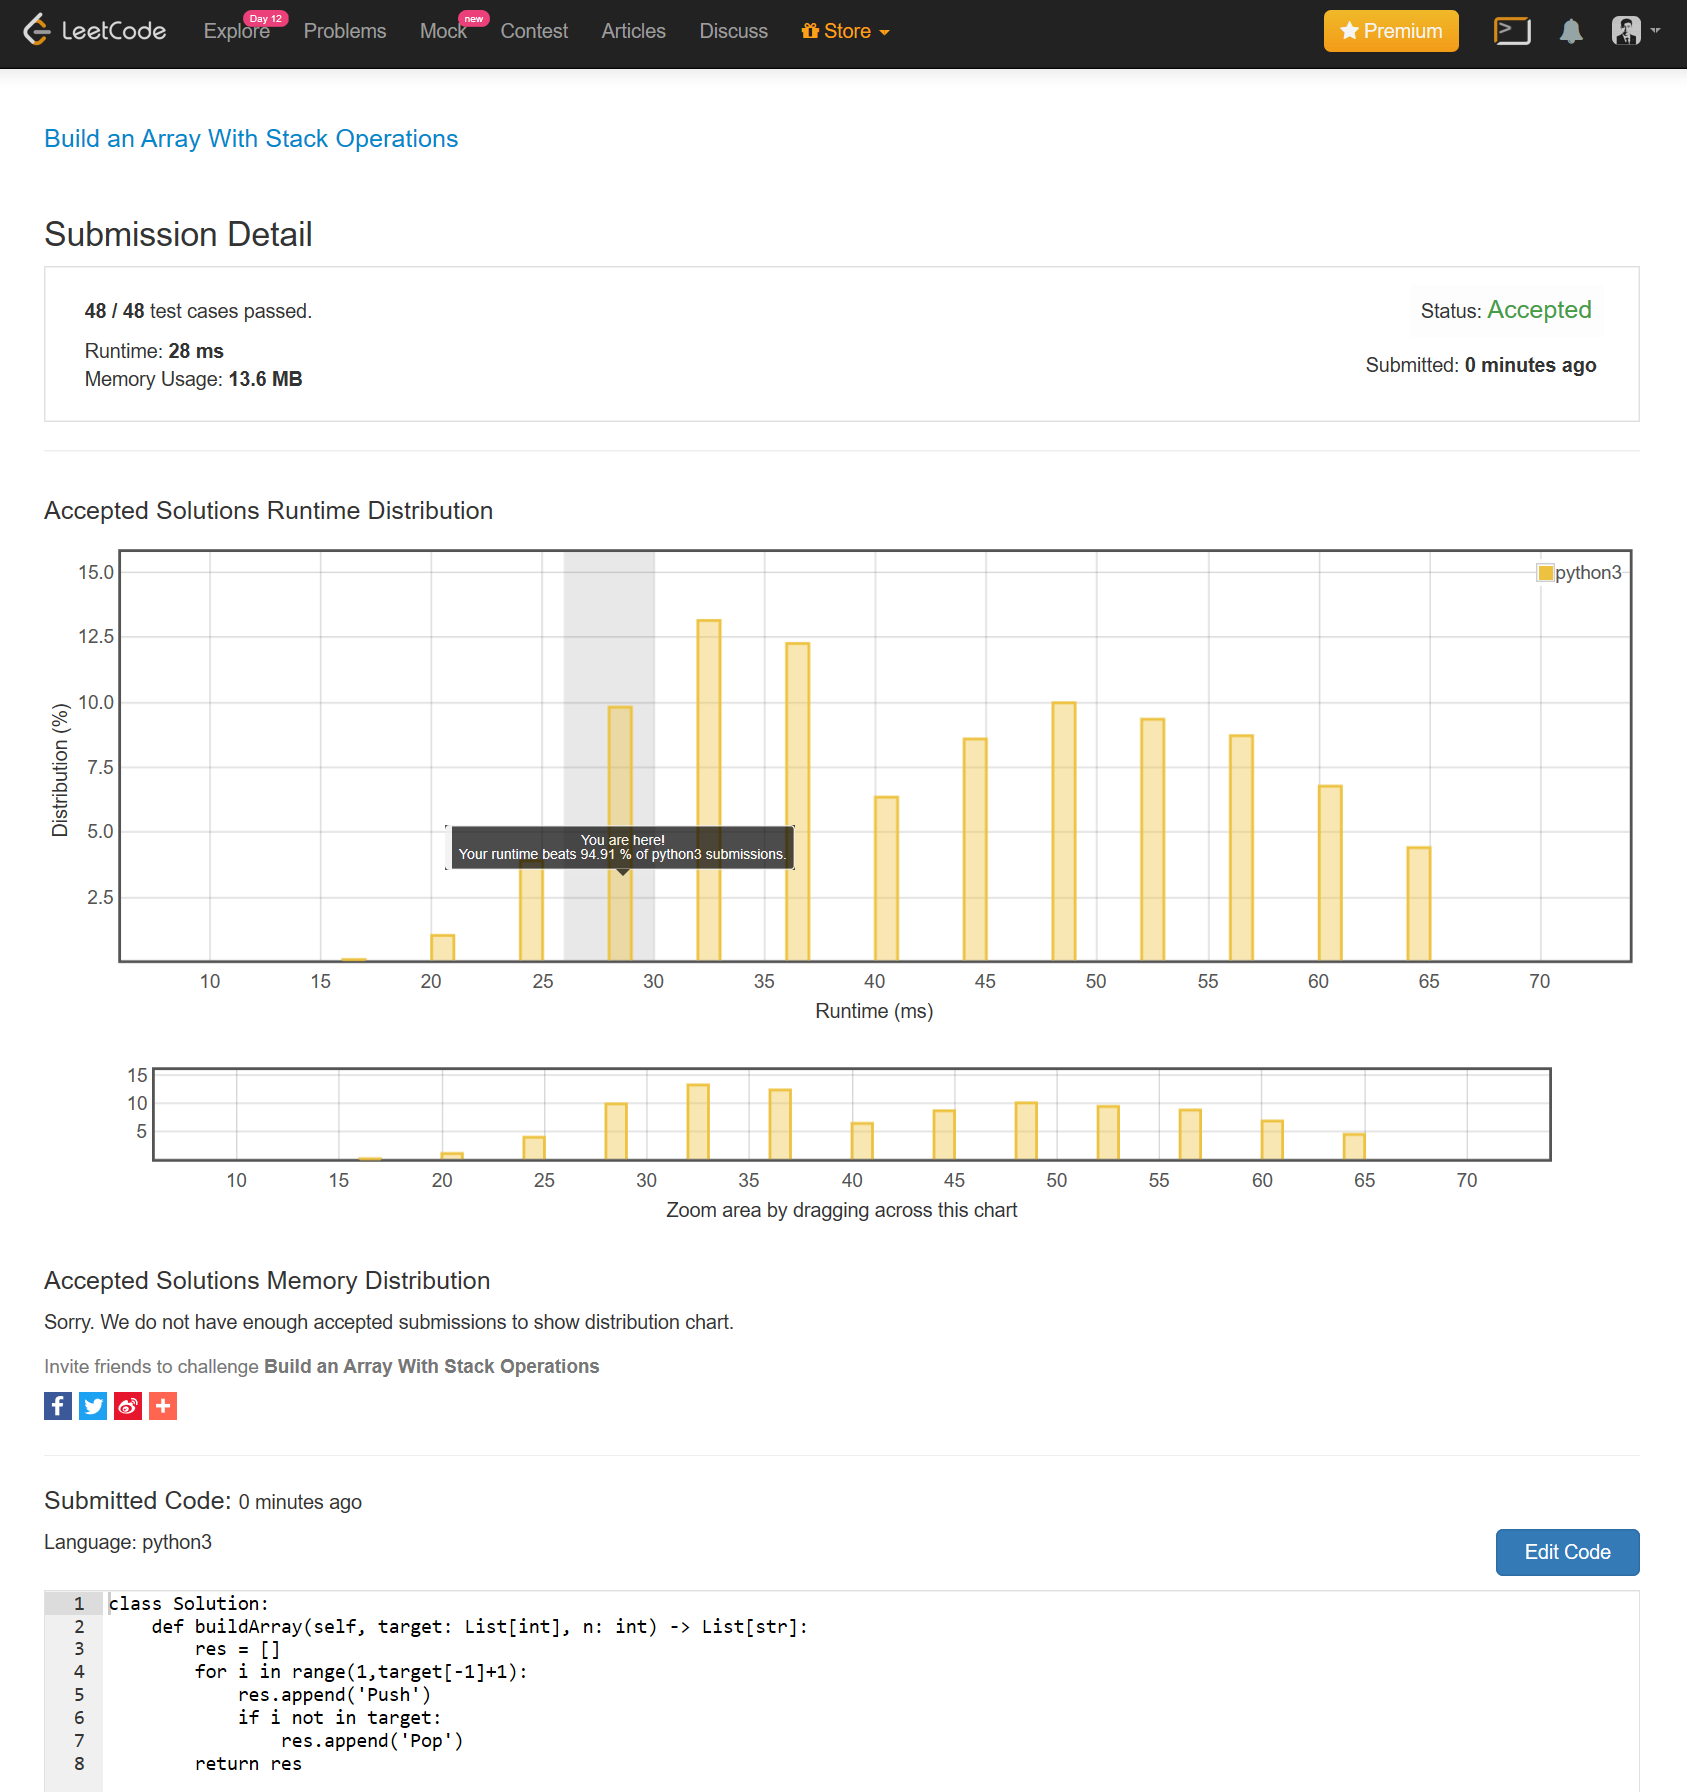 LeetCode Explore Day 12 Problems Mock new Contest Articles Discuss Store Premium
Build an Array With Stack Operations
Submission Detail
48 / 48 test cases passed.
Status: Accepted
Runtime: 28 ms
Submitted: 0 minutes ago
Memory Usage: 13.6 MB
Accepted Solutions Runtime Distribution
15.0
12.5
10.0
7.5
5.0
2.5
Distribution (%)
python3
You are here!
Your runtime beats 94.91 % of python3 submissions.
10 15 20 25 30 35 40 45 50 55 60 65 70
Runtime (ms)
15
10
5
10 15 20 25 30 35 40 45 50 55 60 65 70
Zoom area by dragging across this chart
Accepted Solutions Memory Distribution
Sorry. We do not have enough accepted submissions to show distribution chart.
Invite friends to challenge Build an Array With Stack Operations
Submitted Code: 0 minutes ago
Language: python3
Edit Code
1 class Solution:
2     def buildArray(self, target: List[int], n: int) -> List[str]:
3         res = []
4         for i in range(1,target[-1]+1):
5             res.append('Push')
6             if i not in target:
7                 res.append('Pop')
8         return res